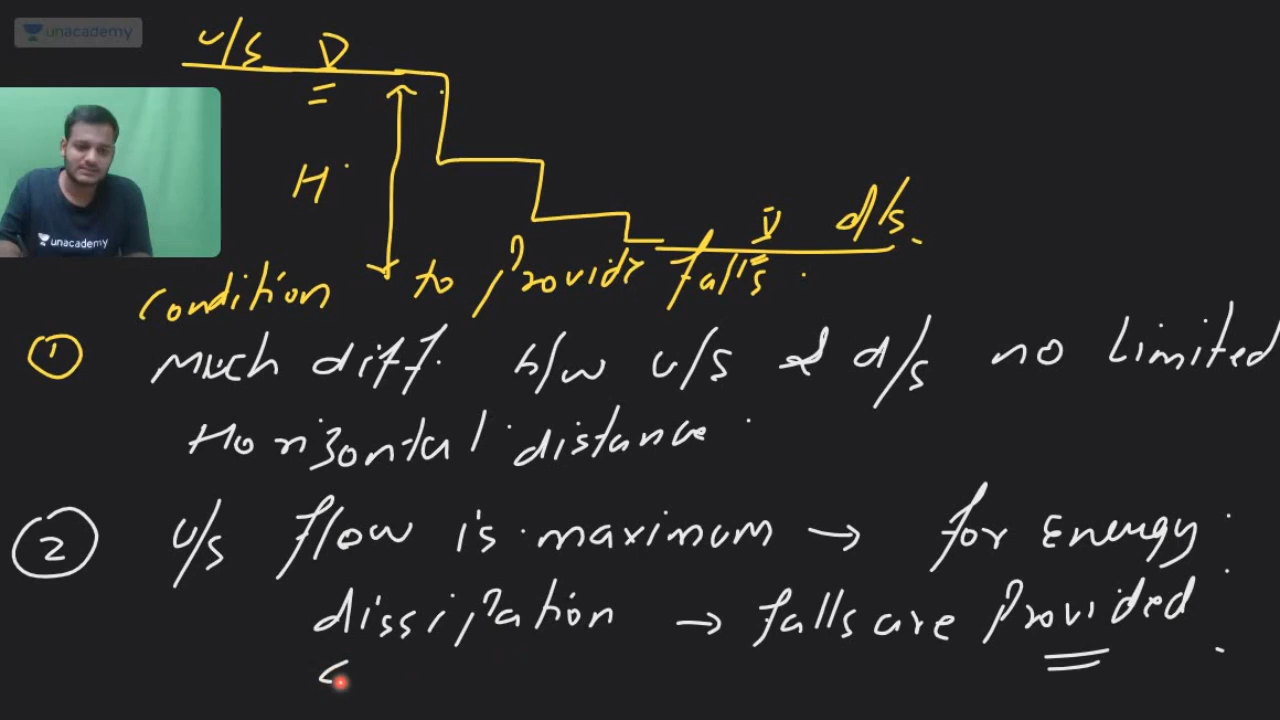 unacademy
u/s
H
unacademy
d/s.
Condition to Provide falls.
① Much diff. b/w u/s & d/s no Limited
Horizontal distance.
② u/s flow is maximum → for Energy
dissipation → falls are Provided